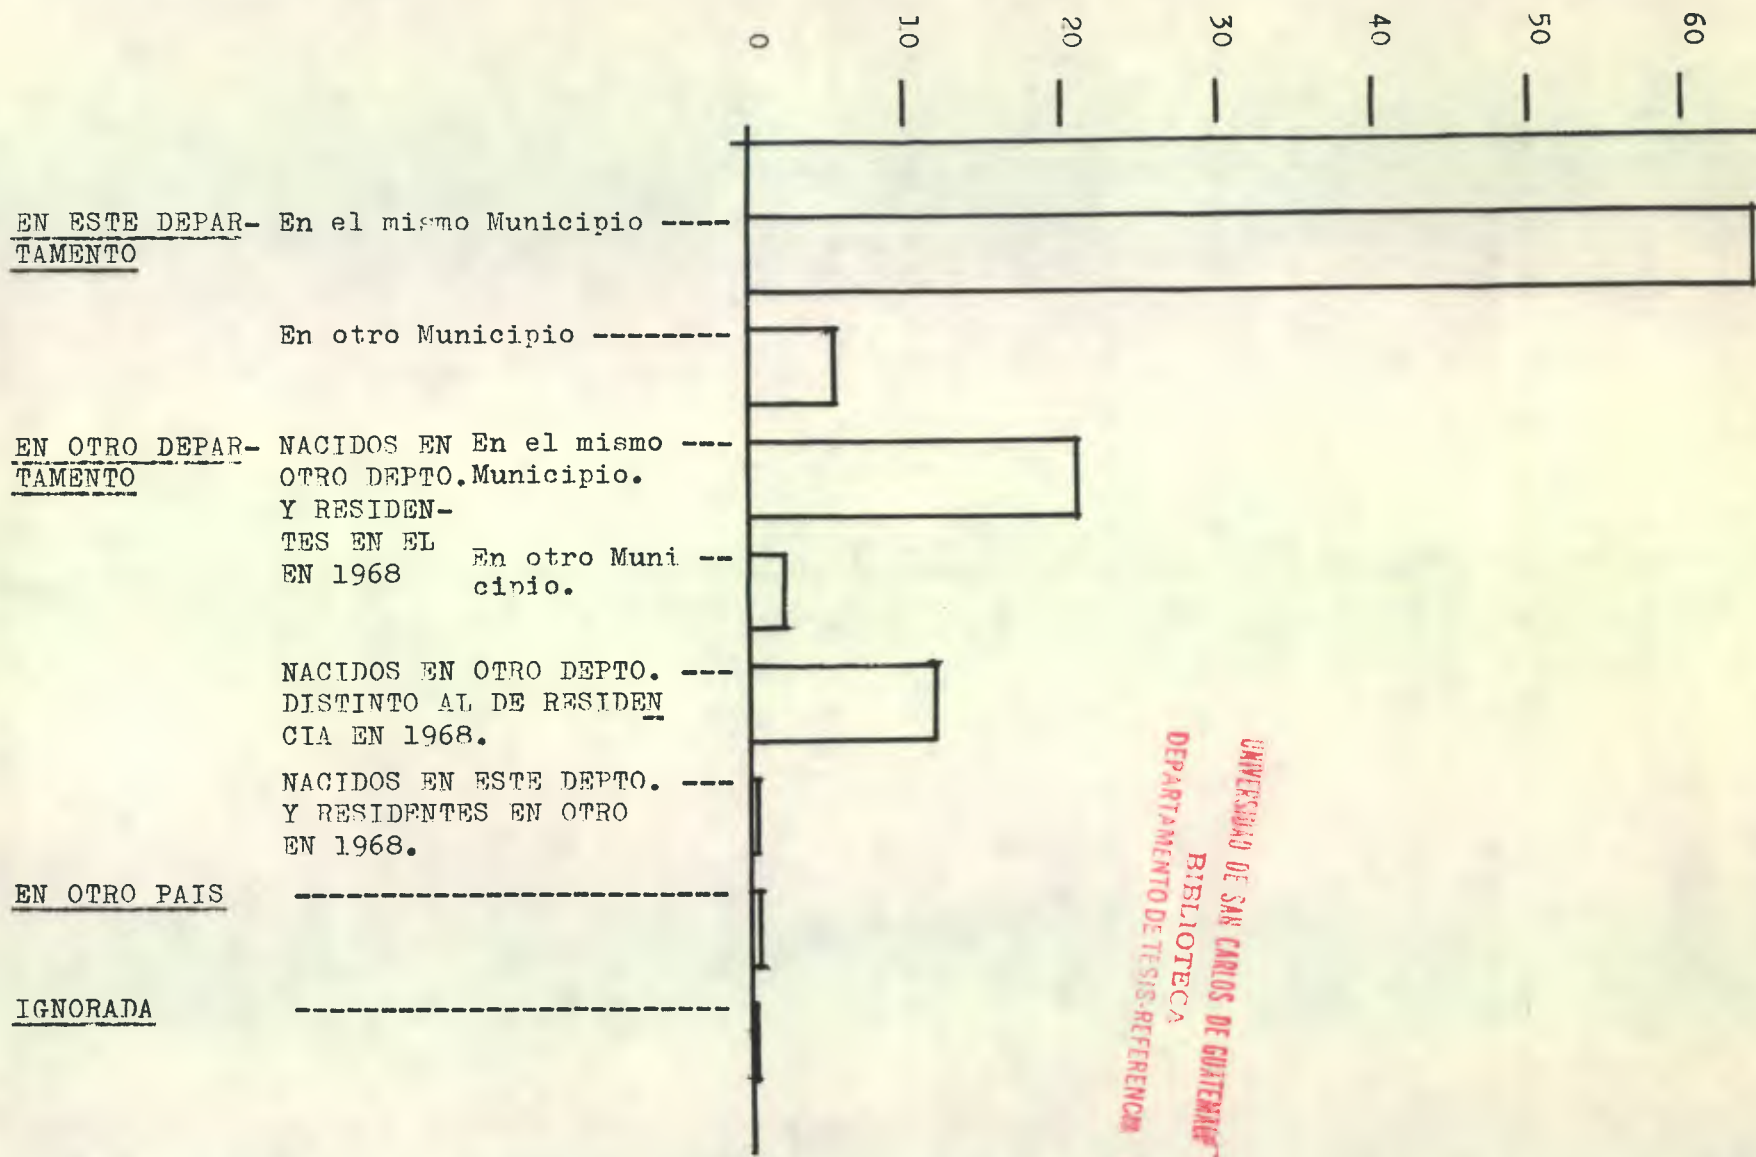 0 10 20 30 40 50 60
EN ESTE DEPAR- En el mismo Municipio ----
TAMENTO
En otro Municipio --------
EN OTRO DEPAR- NACIDOS EN En el mismo ---
TAMENTO OTRO DEPTO. Municipio.
Y RESIDEN-
TES EN EL En otro Muni --
EN 1968 cipio.
NACIDOS EN OTRO DEPTO. ---
DISTINTO AL DE RESIDEN
CIA EN 1968.
NACIDOS EN ESTE DEPTO. ---
Y RESIDENTES EN OTRO
EN 1968.
EN OTRO PAIS --------------------------
IGNORADA --------------------------
UNIVERSIDAD DE SAN CARLOS DE GUATEMALA
BIBLIOTECA
DEPARTAMENTO DE TESIS-REFERENCIA